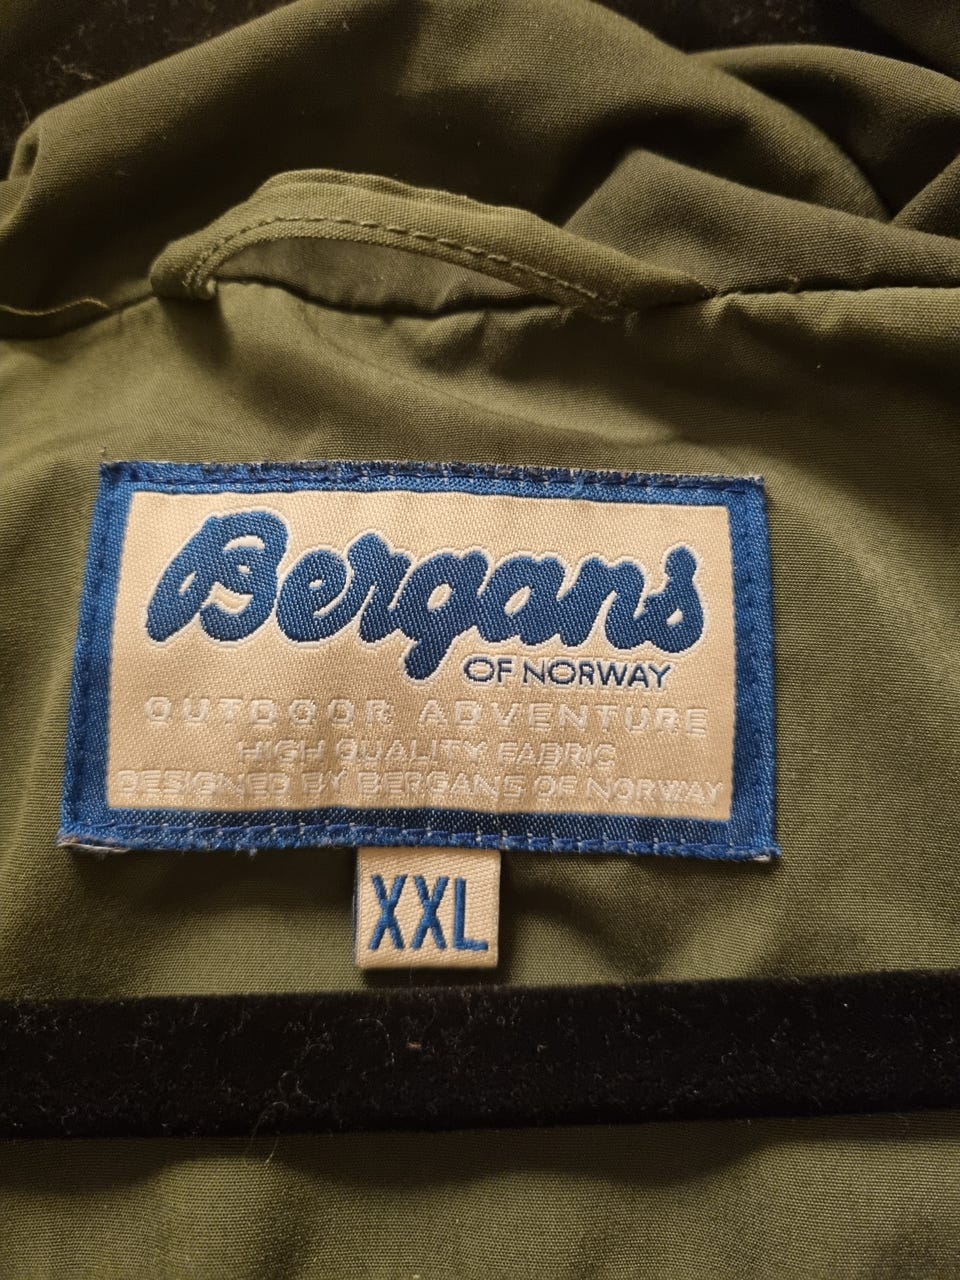 Bergans
OF NORWAY
OUTDOOR ADVENTURE
HIGH QUALITY FABRIC
DESIGNED BY BERGANS OF NORWAY
XXL